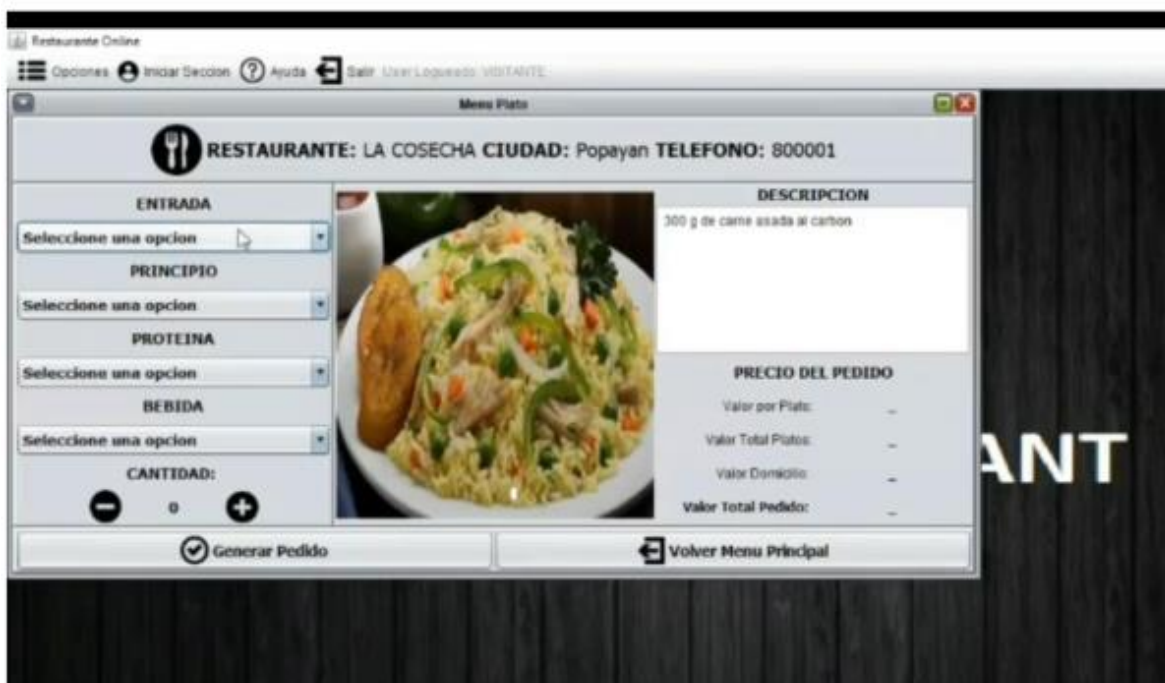 Restaurante Online
Opciones Iniciar Seccion Ayuda Salir User Logueado: VISITANTE
Menu Plato
RESTAURANTE: LA COSECHA CIUDAD: Popayan TELEFONO: 800001
ENTRADA
Seleccione una opcion
PRINCIPIO
Seleccione una opcion
PROTEINA
Seleccione una opcion
BEBIDA
Seleccione una opcion
CANTIDAD:
0
DESCRIPCION
300 g de carne asada al carbon
PRECIO DEL PEDIDO
Valor por Plato: _
Valor Total Platos: _
Valor Domicilio: _
Valor Total Pedido: _
ANT
Generar Pedido
Volver Menu Principal